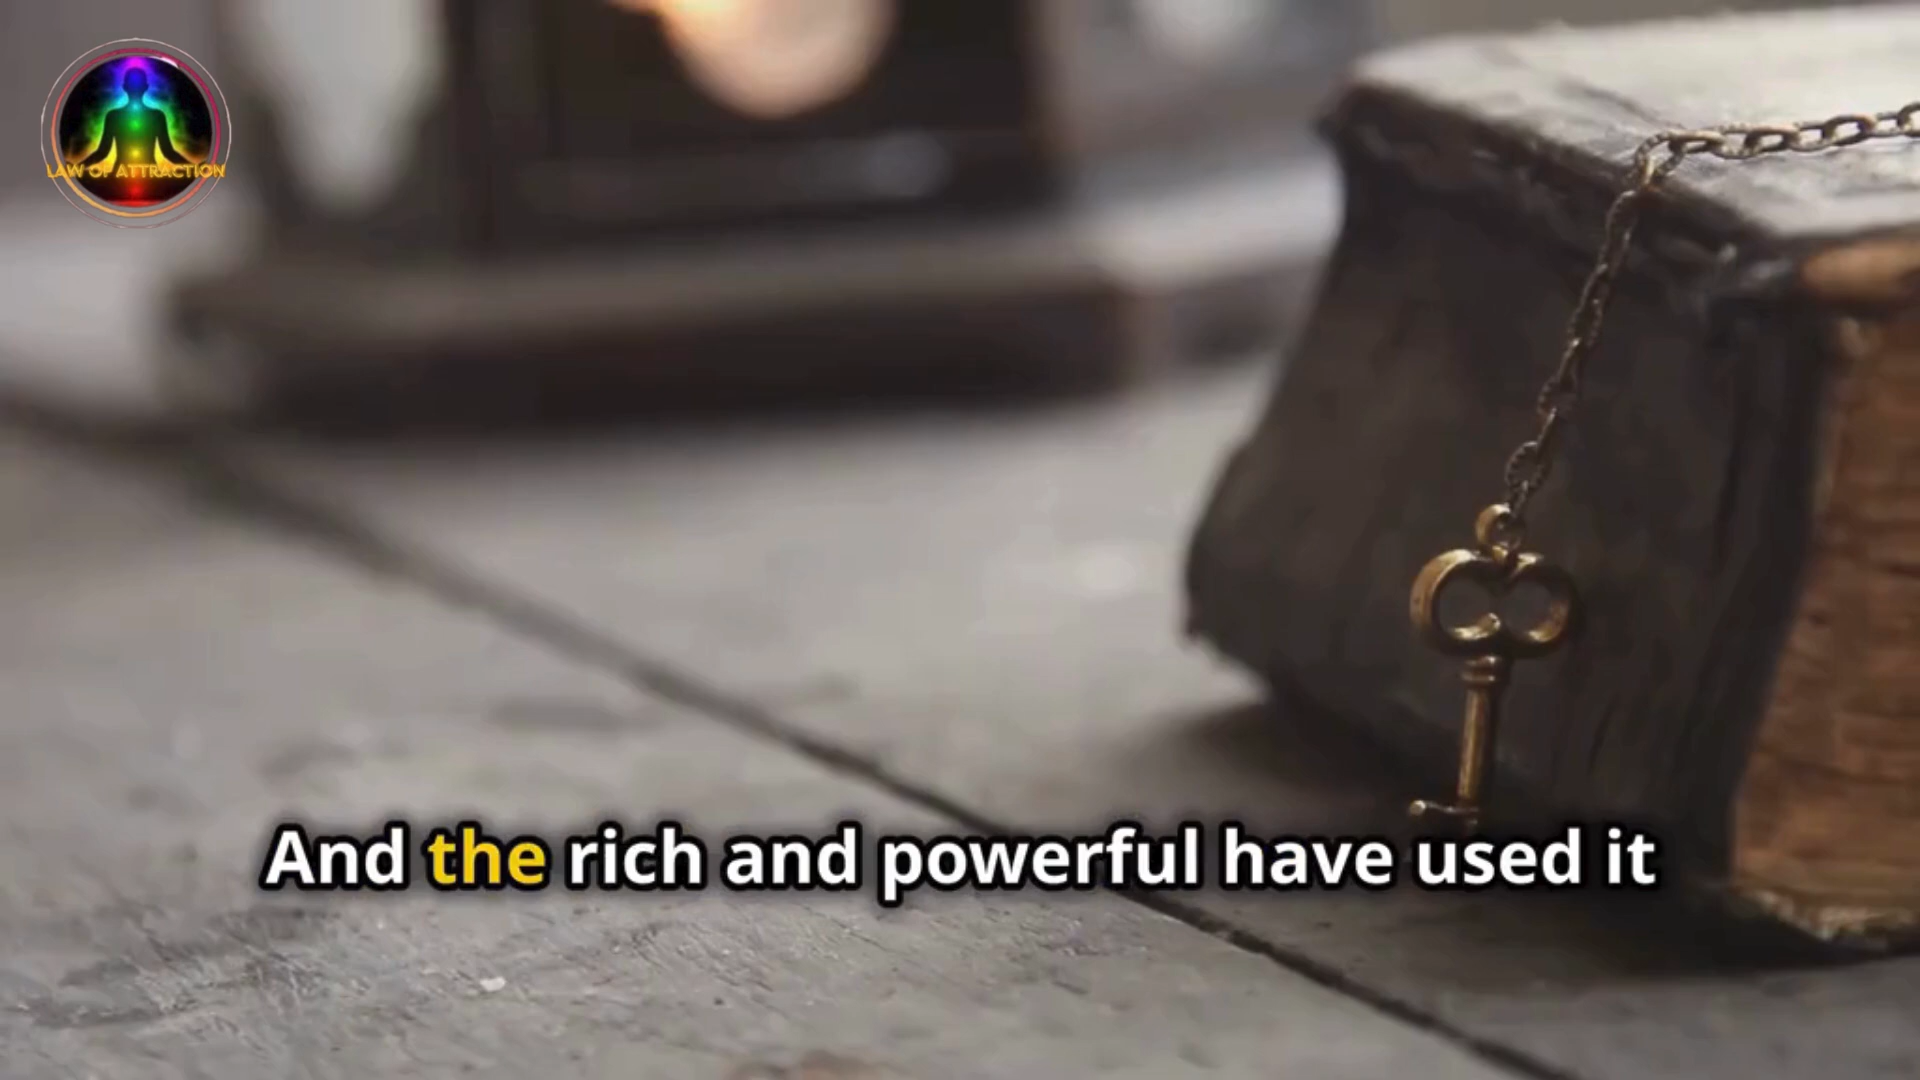 LAW OF ATTRACTION
And the rich and powerful have used it